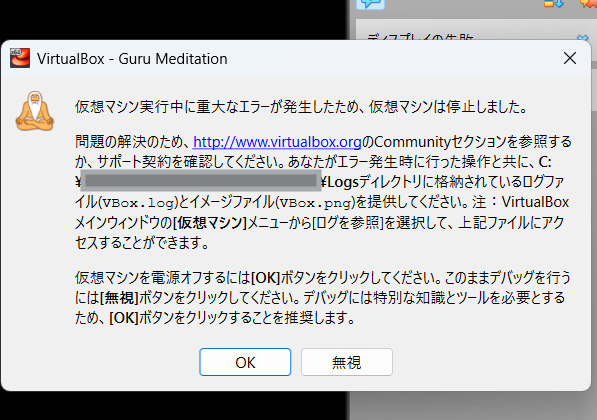 ディスプレイの失敗
VirtualBox - Guru Meditation
仮想マシン実行中に重大なエラーが発生したため、仮想マシンは停止しました。
問題の解決のため、http://www.virtualbox.orgのCommunityセクションを参照する
か、サポート契約を確認してください。あなたがエラー発生時に行った操作と共に、C:
¥ ¥Logsディレクトリに格納されているログファ
イル(VBox.log)とイメージファイル(VBox.png)を提供してください。注：VirtualBox
メインウィンドウの[仮想マシン]メニューから[ログを参照]を選択して、上記ファイルにアク
セスすることができます。
仮想マシンを電源オフするには[OK]ボタンをクリックしてください。このままデバッグを行う
には[無視]ボタンをクリックしてください。デバッグには特別な知識とツールを必要とする
ため、[OK]ボタンをクリックすることを推奨します。
OK
無視